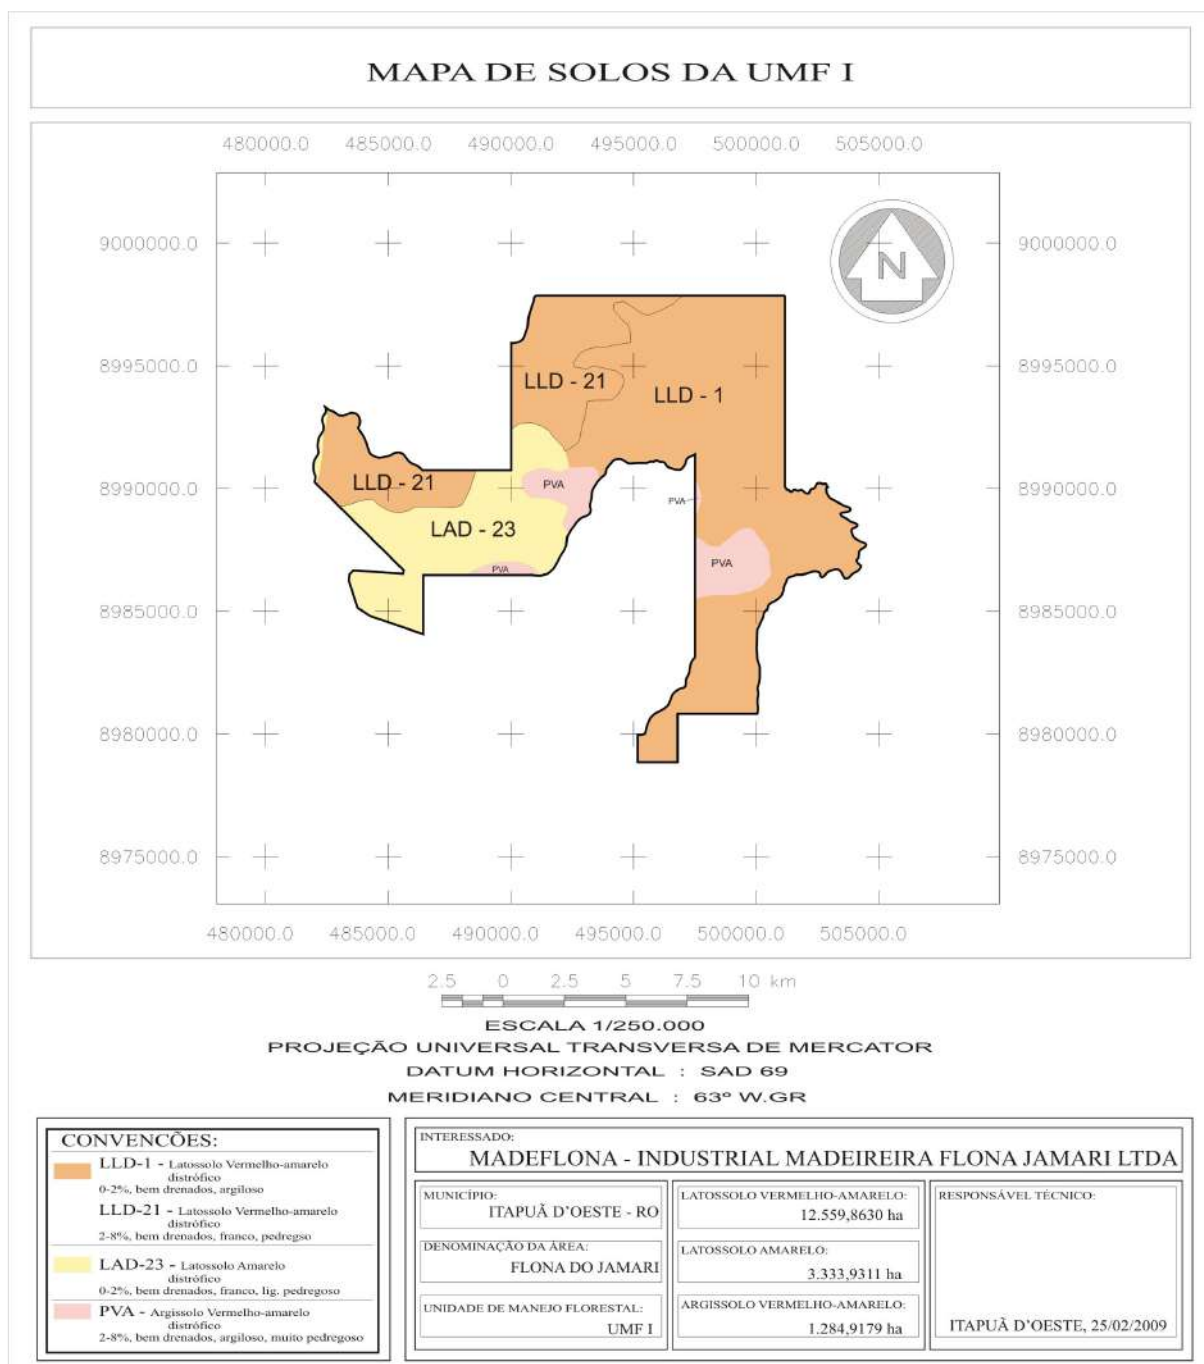 MAPA DE SOLOS DA UMF I
480000.0 485000.0 490000.0 495000.0 500000.0 505000.0
9000000.0 9000000.0
N
8995000.0 8995000.0
LLD - 21
LLD - 1
8990000.0 8990000.0
LLD - 21
PVA
PVA
LAD - 23
PVA
PVA
8985000.0 8985000.0
8980000.0 8980000.0
8975000.0 8975000.0
480000.0 485000.0 490000.0 495000.0 500000.0 505000.0
2.5 0 2.5 5 7.5 10 km
ESCALA 1/250.000
PROJEÇÃO UNIVERSAL TRANSVERSA DE MERCATOR
DATUM HORIZONTAL : SAD 69
MERIDIANO CENTRAL : 63º W.GR
CONVENCÕES:
LLD-1 - Latossolo Vermelho-amarelo
distrófico
0-2%, bem drenados, argiloso
LLD-21 - Latossolo Vermelho-amarelo
distrófico
2-8%, bem drenados, franco, pedregso
LAD-23 - Latossolo Amarelo
distrófico
0-2%, bem drenados, franco, lig. pedregoso
PVA - Argissolo Vermelho-amarelo
distrófico
2-8%, bem drenados, argiloso, muito pedregoso
INTERESSADO:
MADEFLONA - INDUSTRIAL MADEIREIRA FLONA JAMARI LTDA
MUNICÍPIO:
ITAPUÃ D'OESTE - RO
DENOMINAÇÃO DA ÁREA:
FLONA DO JAMARI
UNIDADE DE MANEJO FLORESTAL:
UMF I
LATOSSOLO VERMELHO-AMARELO:
12.559,8630 ha
LATOSSOLO AMARELO:
3.333,9311 ha
ARGISSOLO VERMELHO-AMARELO:
1.284,9179 ha
RESPONSÁVEL TÉCNICO:
ITAPUÃ D'OESTE, 25/02/2009